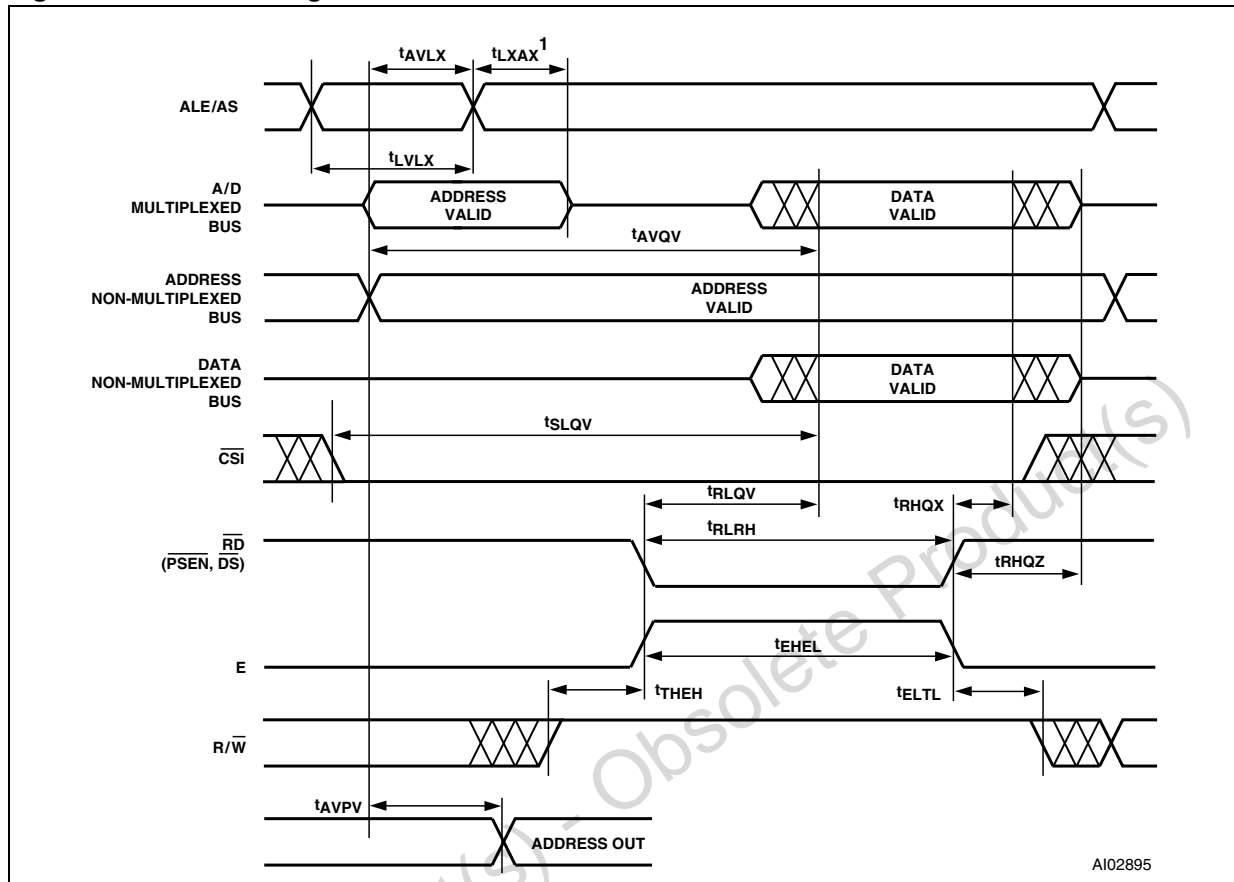 tAVLX
tLXAX1
ALE/AS
tLVLX
A/D
MULTIPLEXED
BUS
ADDRESS
VALID
DATA
VALID
tAVQV
ADDRESS
NON-MULTIPLEXED
BUS
ADDRESS
VALID
DATA
NON-MULTIPLEXED
BUS
DATA
VALID
tSLQV
CSI
tRLQV
tRHQX
tRLRH
RD
(PSEN, DS)
tRHQZ
tEHEL
E
tTHEH
tELTL
R/W
tAVPV
ADDRESS OUT
AI02895
(s) - Obsolete Product(s)